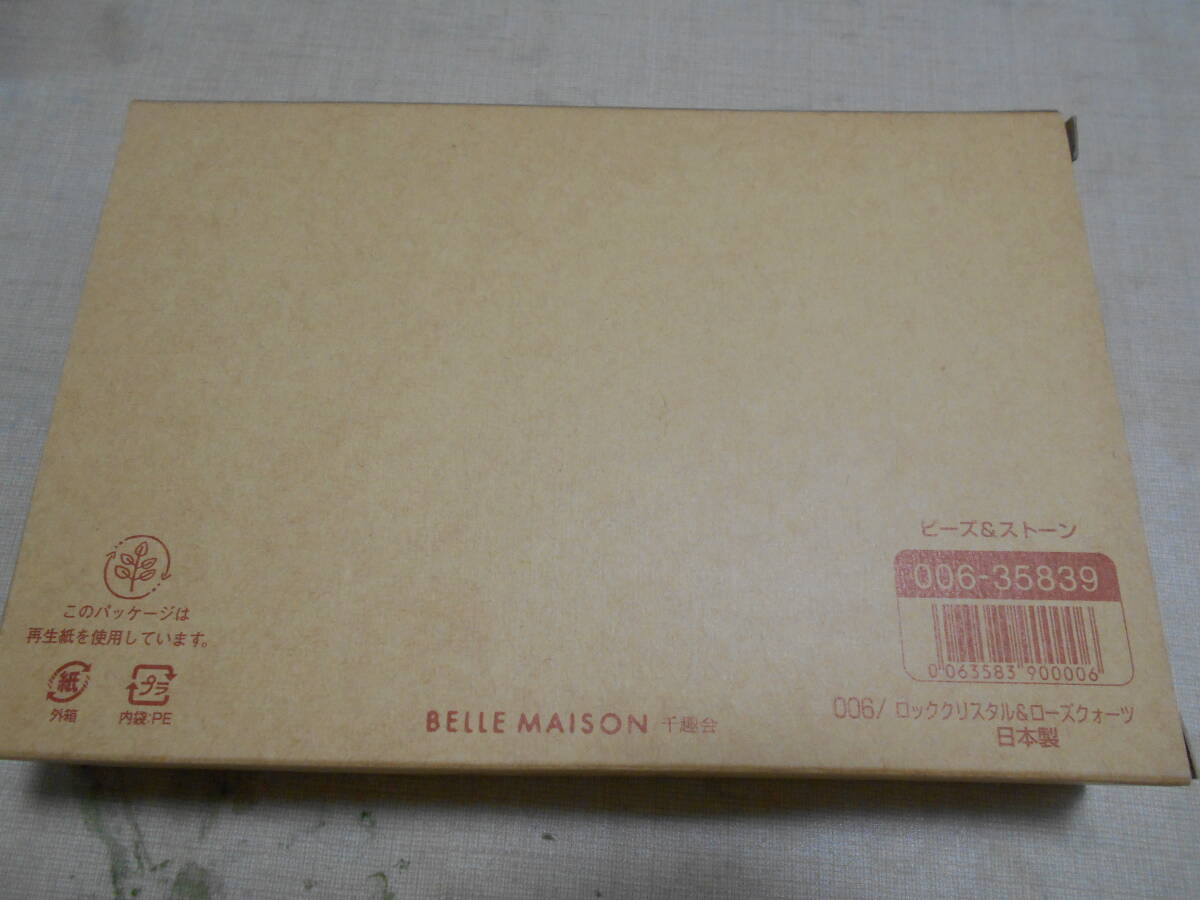 ビーズ&ストーン
006-35839
0 063583 900006
006/ ロッククリスタル&ローズクォーツ
日本製
このパッケージは
再生紙を使用しています。
紙 プラ
外箱 内袋:PE
BELLE MAISON 千趣会